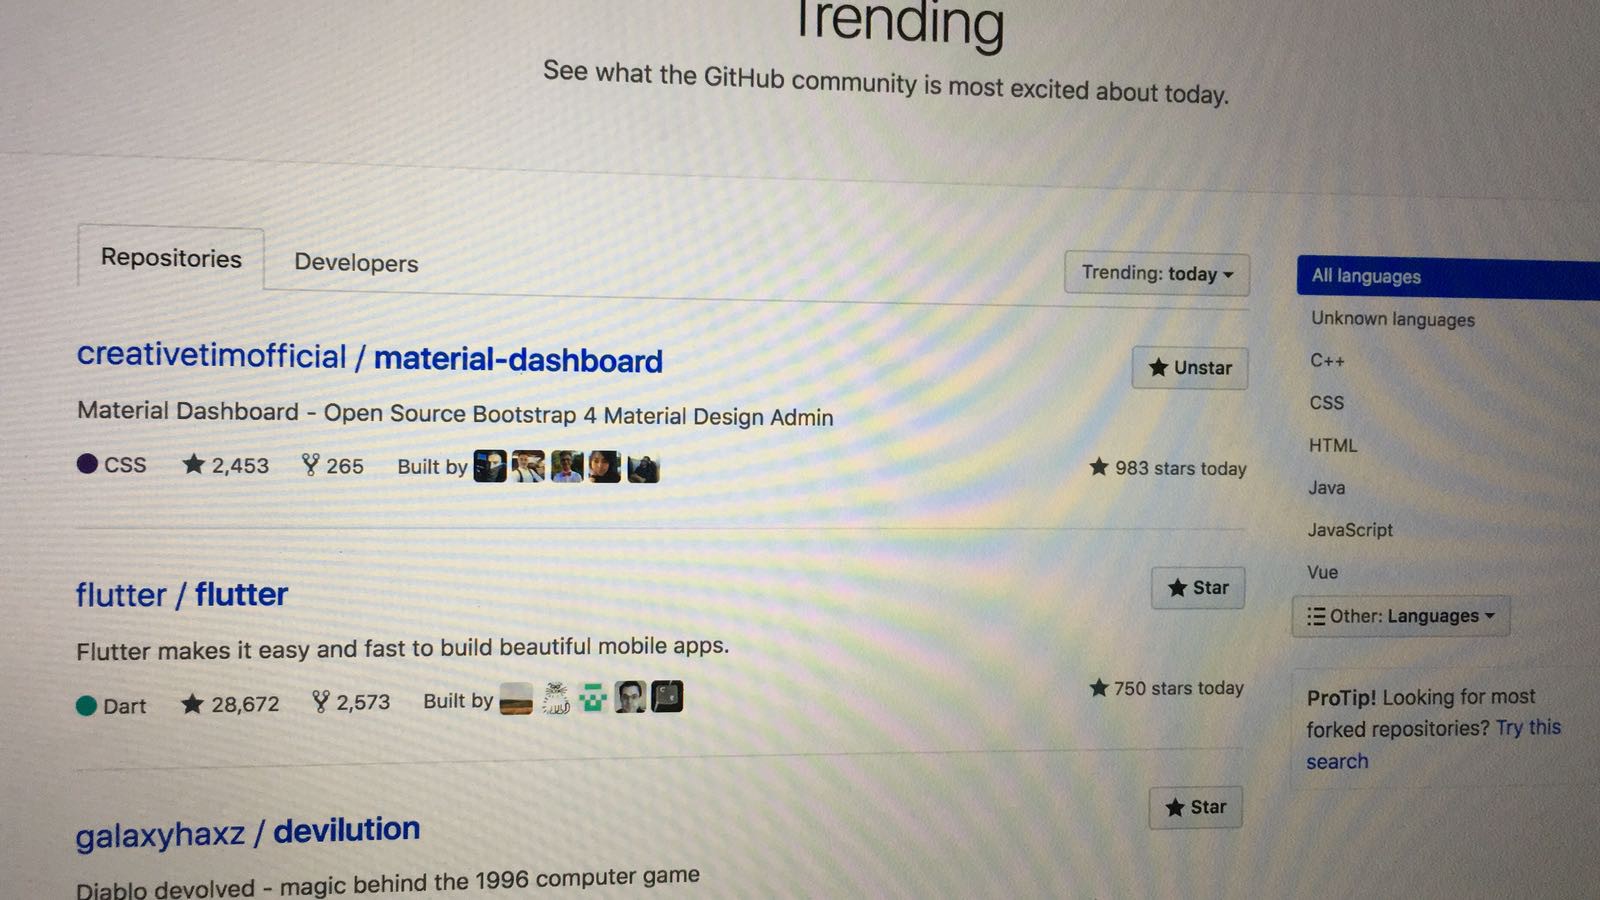 Trending
See what the GitHub community is most excited about today.
Repositories
Developers
Trending: today
All languages
Unknown languages
C++
CSS
HTML
Java
JavaScript
Vue
Other: Languages
ProTip! Looking for most
forked repositories? Try this
search
creativetimofficial / material-dashboard
Unstar
Material Dashboard - Open Source Bootstrap 4 Material Design Admin
CSS 2,453 265 Built by
983 stars today
flutter / flutter
Star
Flutter makes it easy and fast to build beautiful mobile apps.
Dart 28,672 2,573 Built by
750 stars today
galaxyhaxz / devilution
Star
Diablo devolved - magic behind the 1996 computer game